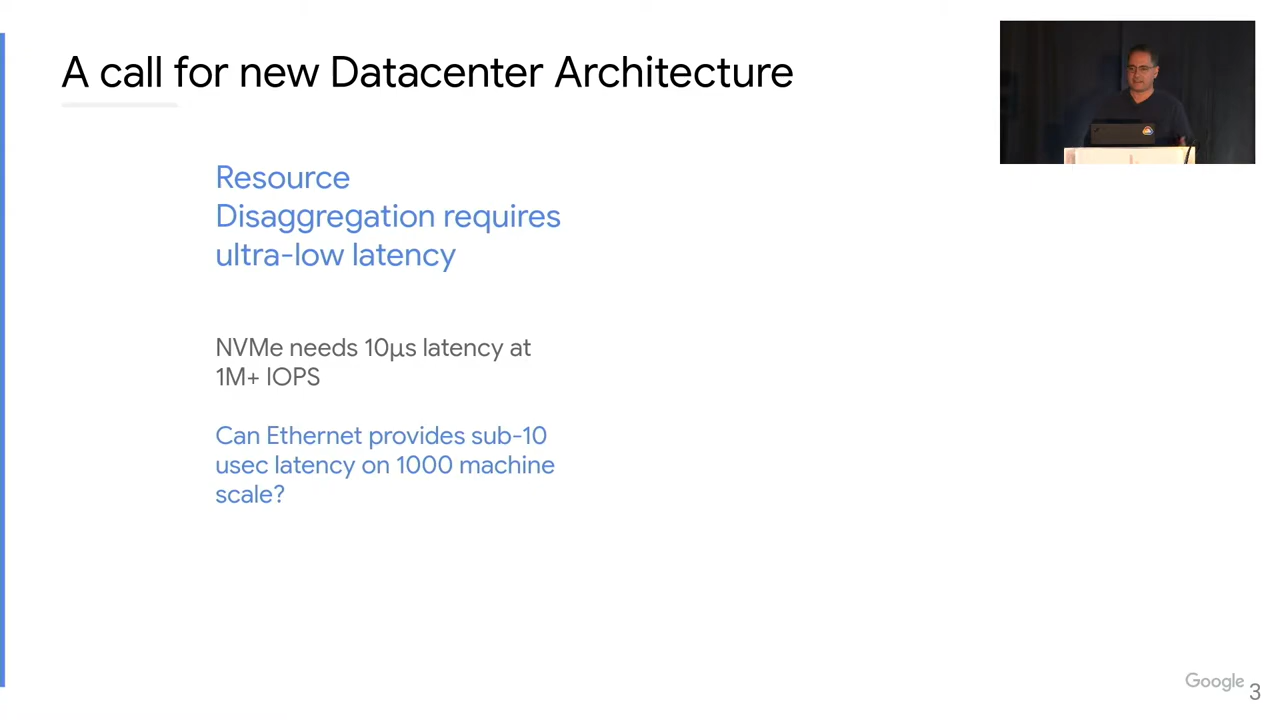 A call for new Datacenter Architecture
Resource
Disaggregation requires
ultra-low latency
NVMe needs 10µs latency at
1M+ IOPS
Can Ethernet provides sub-10
usec latency on 1000 machine
scale?
Google
3